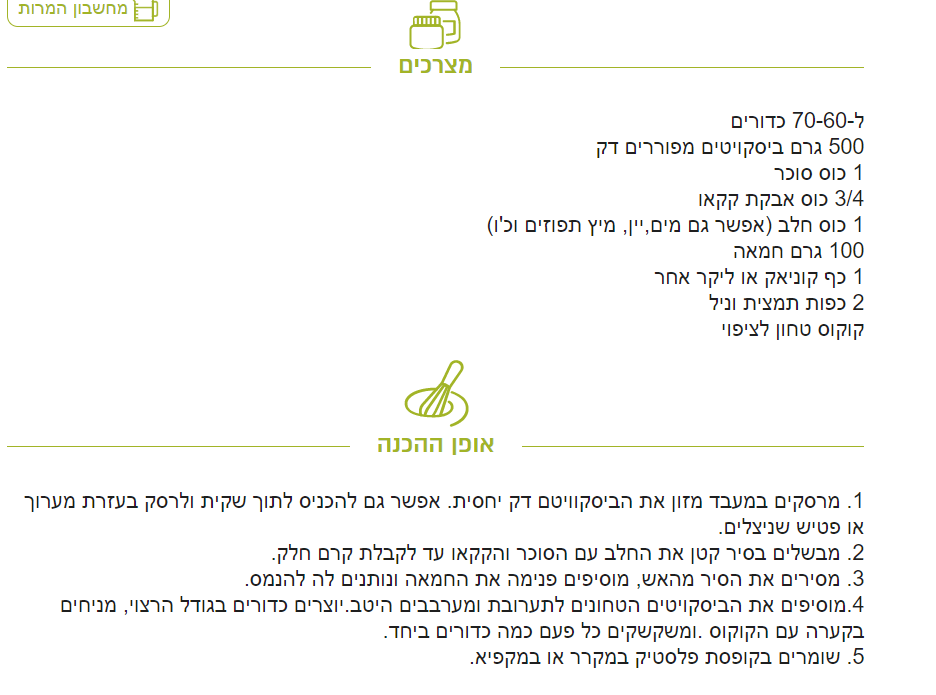 מחשבון המרות
מצרכים
ל-70-60 כדורים
500 גרם ביסקויטים מפוררים דק
1 כוס סוכר
3/4 כוס אבקת קקאו
1 כוס חלב (אפשר גם מים,יין, מיץ תפוזים וכ'ו)
100 גרם חמאה
1 כף קוניאק או ליקר אחר
2 כפות תמצית וניל
קוקוס טחון לציפוי
אופן ההכנה
1. מרסקים במעבד מזון את הביסקוויטם דק יחסית. אפשר גם להכניס לתוך שקית ולרסק בעזרת מערוך
או פטיש שניצלים.
2. מבשלים בסיר קטן את החלב עם הסוכר והקקאו עד לקבלת קרם חלק.
3. מסירים את הסיר מהאש, מוסיפים פנימה את החמאה ונותנים לה להנמס.
4.מוסיפים את הביסקויטים הטחונים לתערובת ומערבבים היטב.יוצרים כדורים בגודל הרצוי, מניחים
בקערה עם הקוקוס .ומשקשקים כל פעם כמה כדורים ביחד.
5. שומרים בקופסת פלסטיק במקרר או במקפיא.